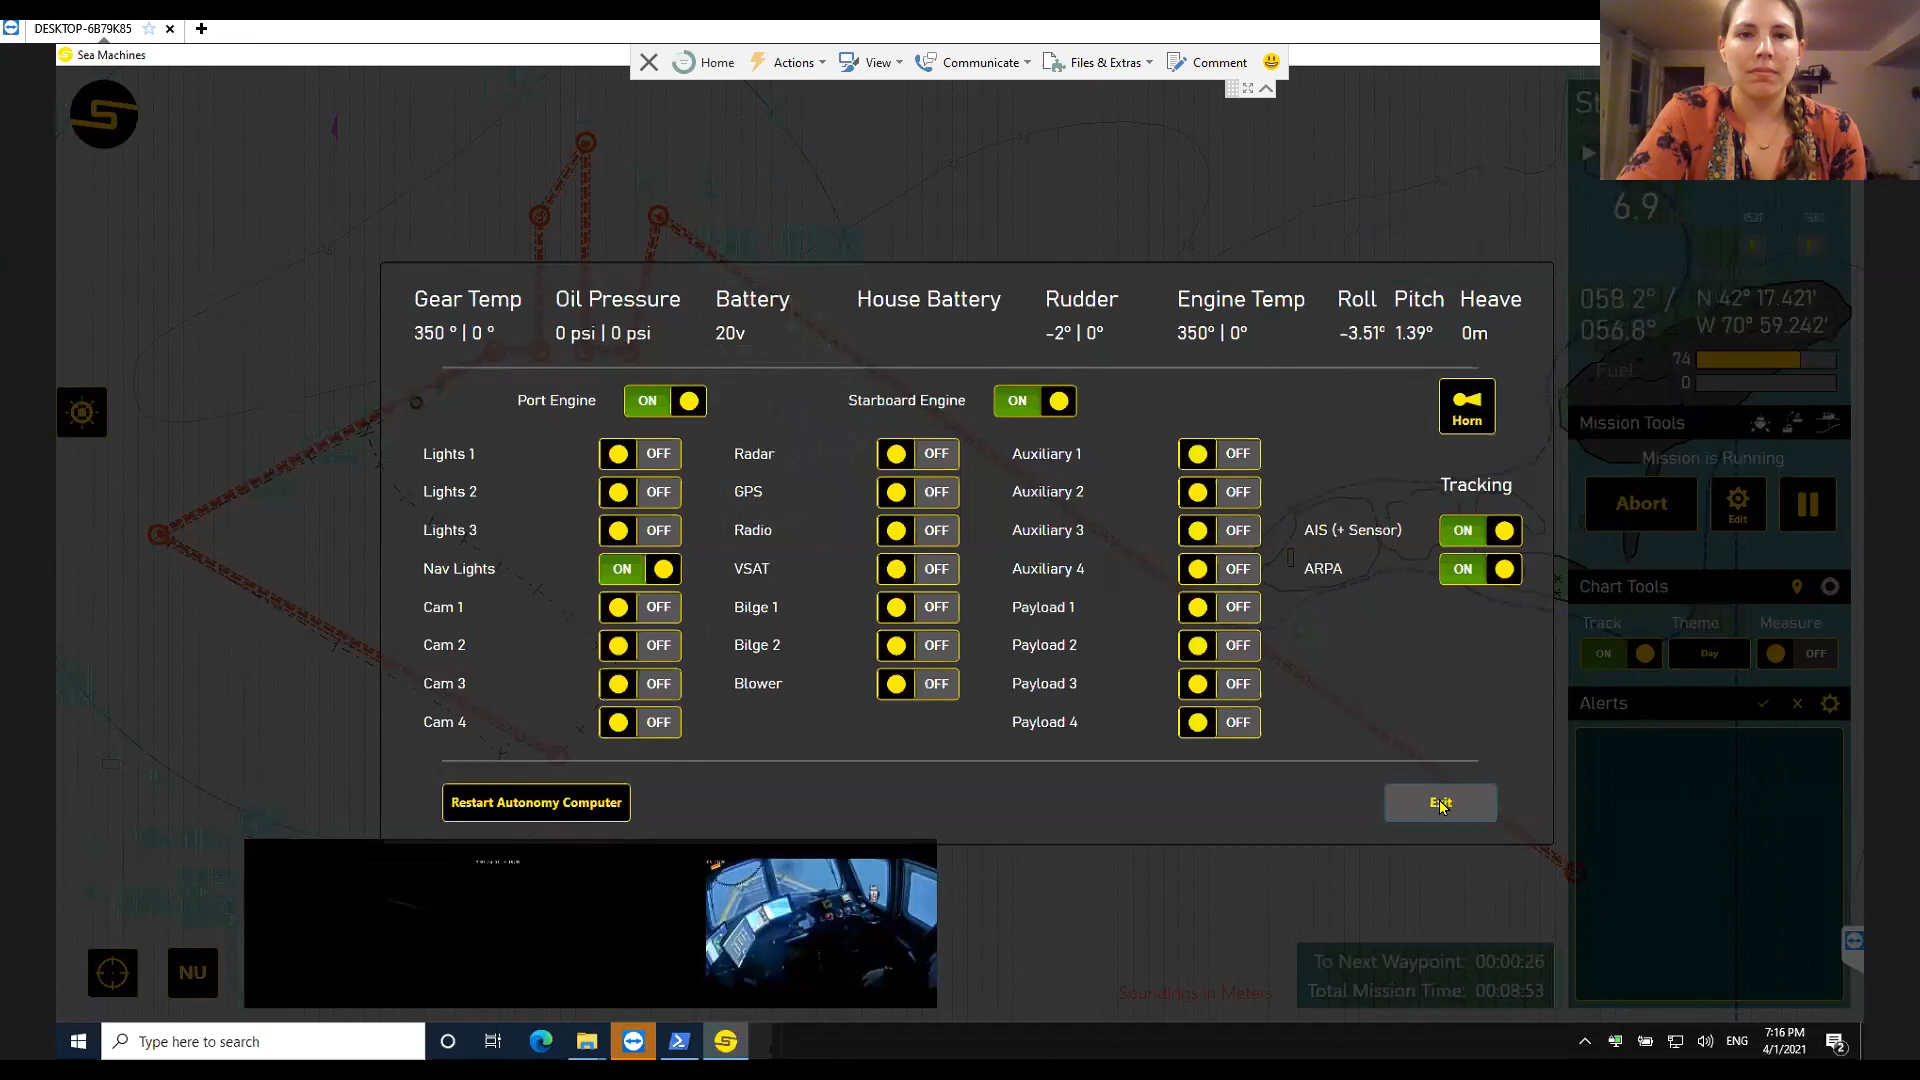 DESKTOP-6B79K85
Sea Machines
Home Actions View Communicate Files & Extras Comment
6.9
058.2° / N 42° 17.421'
056.8° W 70° 59.242'
Fuel 74
0
Gear Temp Oil Pressure Battery House Battery Rudder Engine Temp Roll Pitch Heave
350 ° | 0 ° 0 psi | 0 psi 20v -2° | 0° 350° | 0° -3.51° 1.39° 0m
Port Engine ON Starboard Engine ON
Horn
Lights 1 OFF Radar OFF Auxiliary 1 OFF
Lights 2 OFF GPS OFF Auxiliary 2 OFF Tracking
Lights 3 OFF Radio OFF Auxiliary 3 OFF AIS (+ Sensor) ON
Nav Lights ON VSAT OFF Auxiliary 4 OFF ARPA ON
Cam 1 OFF Bilge 1 OFF Payload 1 OFF
Cam 2 OFF Bilge 2 OFF Payload 2 OFF
Cam 3 OFF Blower OFF Payload 3 OFF
Cam 4 OFF Payload 4 OFF
Restart Autonomy Computer Exit
Mission Tools
Mission is Running
Abort Edit
Chart Tools
Track Theme Measure
ON Day OFF
Alerts
NU
Soundings in Meters
To Next Waypoint: 00:00:26
Total Mission Time: 00:08:53
Type here to search
ENG
7:16 PM
4/1/2021
2